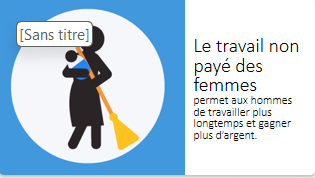 [Sans titre]
Le travail non
payé des
femmes
permet aux hommes
de travailler plus
longtemps et gagner
plus d'argent.